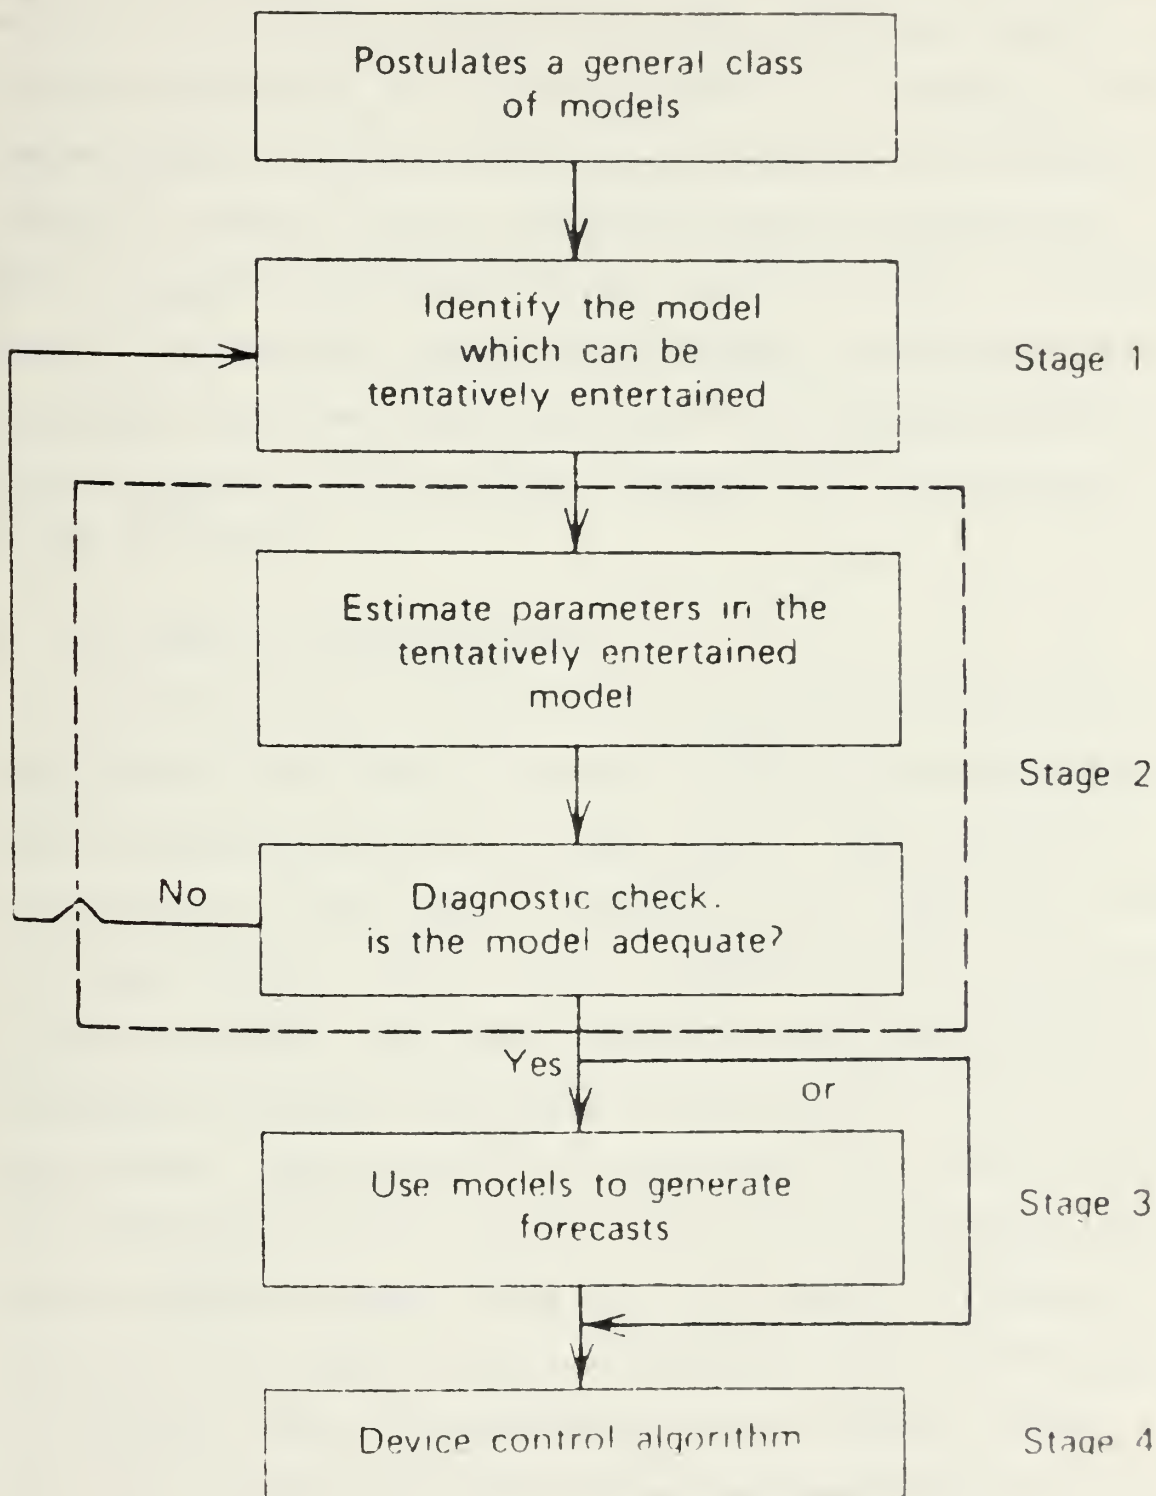 Postulates a general class
of models
Identify the model
which can be
tentatively entertained
Stage 1
Estimate parameters in the
tentatively entertained
model
Stage 2
No
Diagnostic check.
is the model adequate?
Yes
or
Use models to generate
forecasts
Stage 3
Device control algorithm
Stage 4